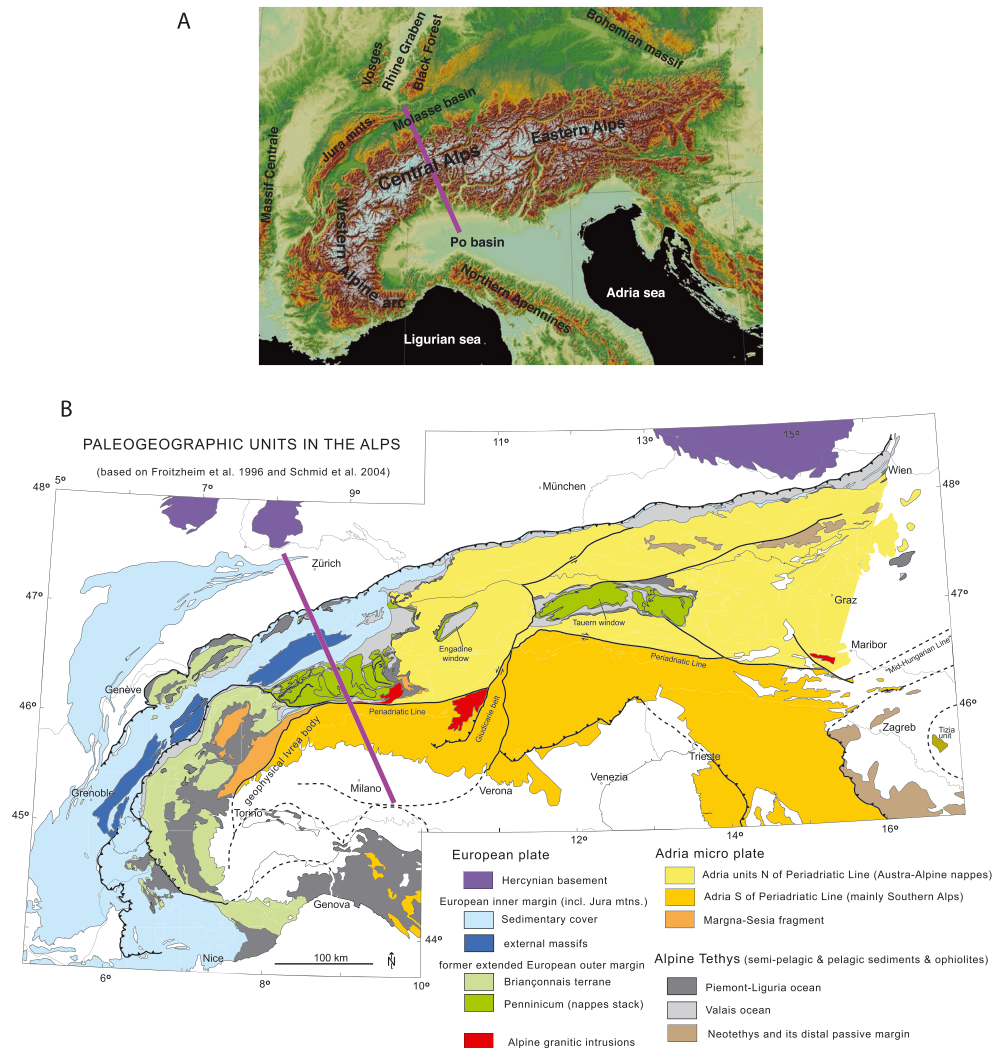 A
Vosges
Rhine Graben
Black Forest
Bohemian massif
Molasse basin
Jura mnts.
Massif Centrale
Eastern Alps
Central Alps
Western
Alpine arc
Po basin
Northern Apennines
Adria sea
Ligurian sea
B
PALEOGEOGRAPHIC UNITS IN THE ALPS
(based on Froitzheim et al. 1996 and Schmid et al. 2004)
11º
13º
15º
48º
5º
7º
9º
München
Wien
48º
Zürich
47º
Engadine
window
Tauern window
Graz
47º
Maribor
Periadriatic Line
"Mid-Hungarian Line"
Genève
46º
Periadriatic Line
Giudicarie belt
geophysical Ivrea body
46º
Zagreb
Tizia
unit
Grenoble
Milano
Verona
Venezia
Trieste
Torino
45º
12º
14º
16º
Genova
44º
Nice
100 km
N
6º
8º
10º
European plate
Hercynian basement
European inner margin (incl. Jura mtns.)
Sedimentary cover
external massifs
former extended European outer margin
Briançonnais terrane
Penninicum (nappes stack)
Alpine granitic intrusions
Adria micro plate
Adria units N of Periadriatic Line (Austra-Alpine nappes)
Adria S of Periadriatic Line (mainly Southern Alps)
Margna-Sesia fragment
Alpine Tethys (semi-pelagic & pelagic sediments & ophiolites)
Piemont-Liguria ocean
Valais ocean
Neotethys and its distal passive margin